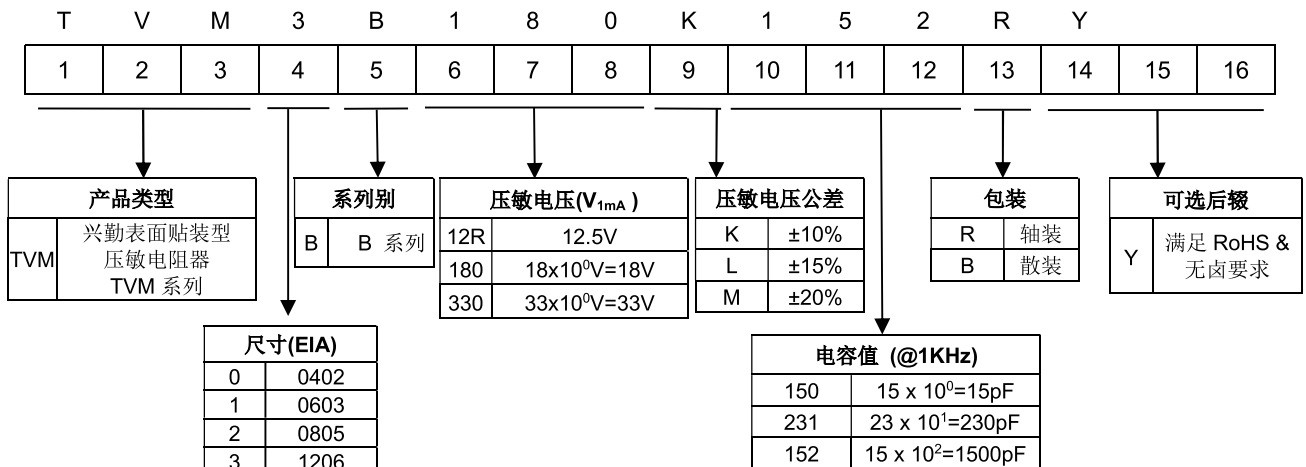 T V M 3 B 1 8 0 K 1 5 2 R Y
1 2 3 4 5 6 7 8 9 10 11 12 13 14 15 16
产品类型
TVM 兴勤表面贴装型
压敏电阻器
TVM 系列
系列别
B B 系列
压敏电压(V1mA )
12R 12.5V
180 18x10⁰V=18V
330 33x10⁰V=33V
压敏电压公差
K ±10%
L ±15%
M ±20%
包装
R 轴装
B 散装
可选后辍
Y 满足 RoHS &
无卤要求
尺寸(EIA)
0 0402
1 0603
2 0805
3 1206
电容值 (@1KHz)
150 15 x 10⁰=15pF
231 23 x 10¹=230pF
152 15 x 10²=1500pF